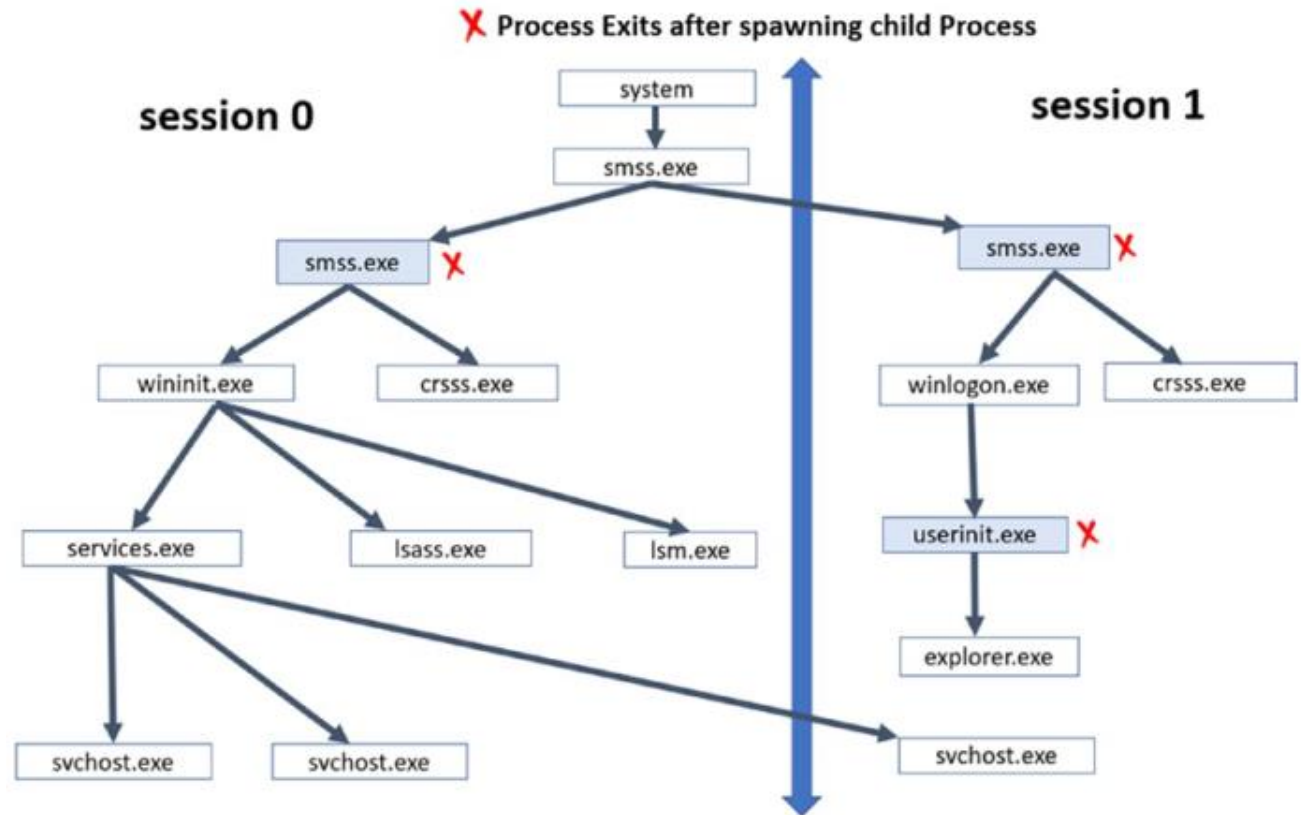 X Process Exits after spawning child Process
session 0
session 1
system
smss.exe
smss.exe
smss.exe
wininit.exe
crsss.exe
winlogon.exe
crsss.exe
services.exe
lsass.exe
lsm.exe
userinit.exe
explorer.exe
svchost.exe
svchost.exe
svchost.exe